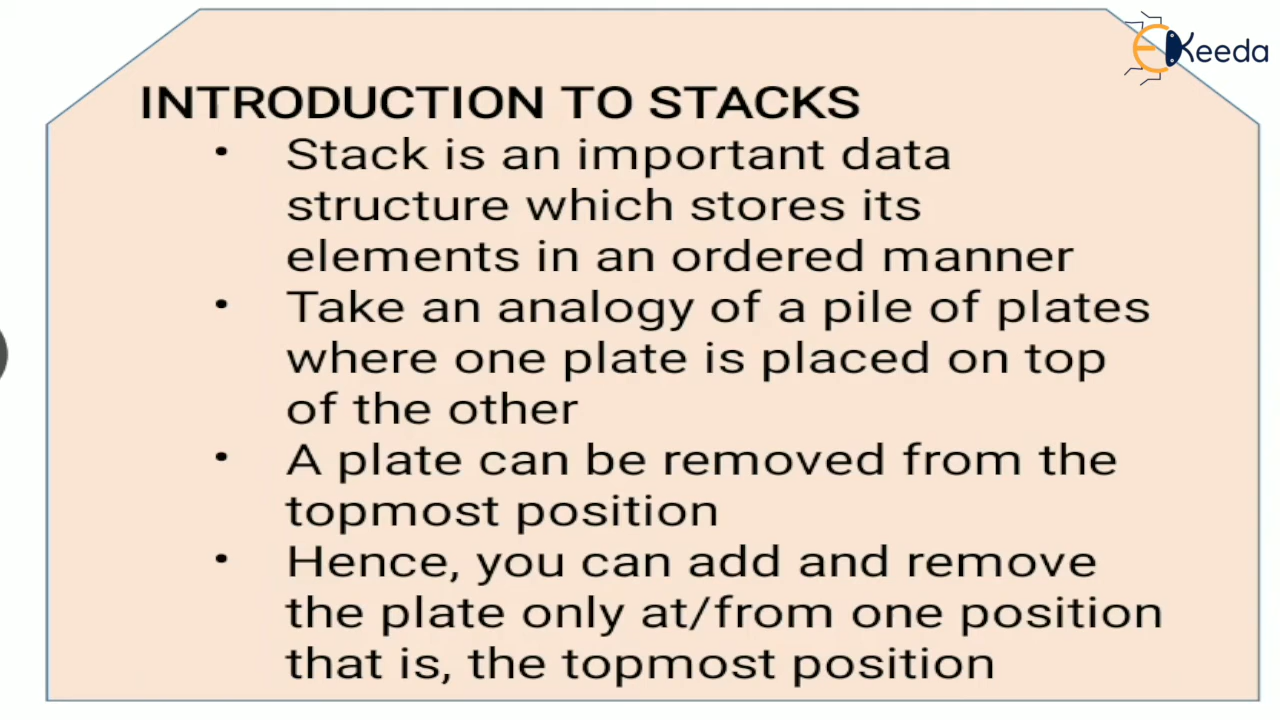 Keeda
INTRODUCTION TO STACKS
• Stack is an important data
structure which stores its
elements in an ordered manner
• Take an analogy of a pile of plates
where one plate is placed on top
of the other
• A plate can be removed from the
topmost position
• Hence, you can add and remove
the plate only at/from one position
that is, the topmost position